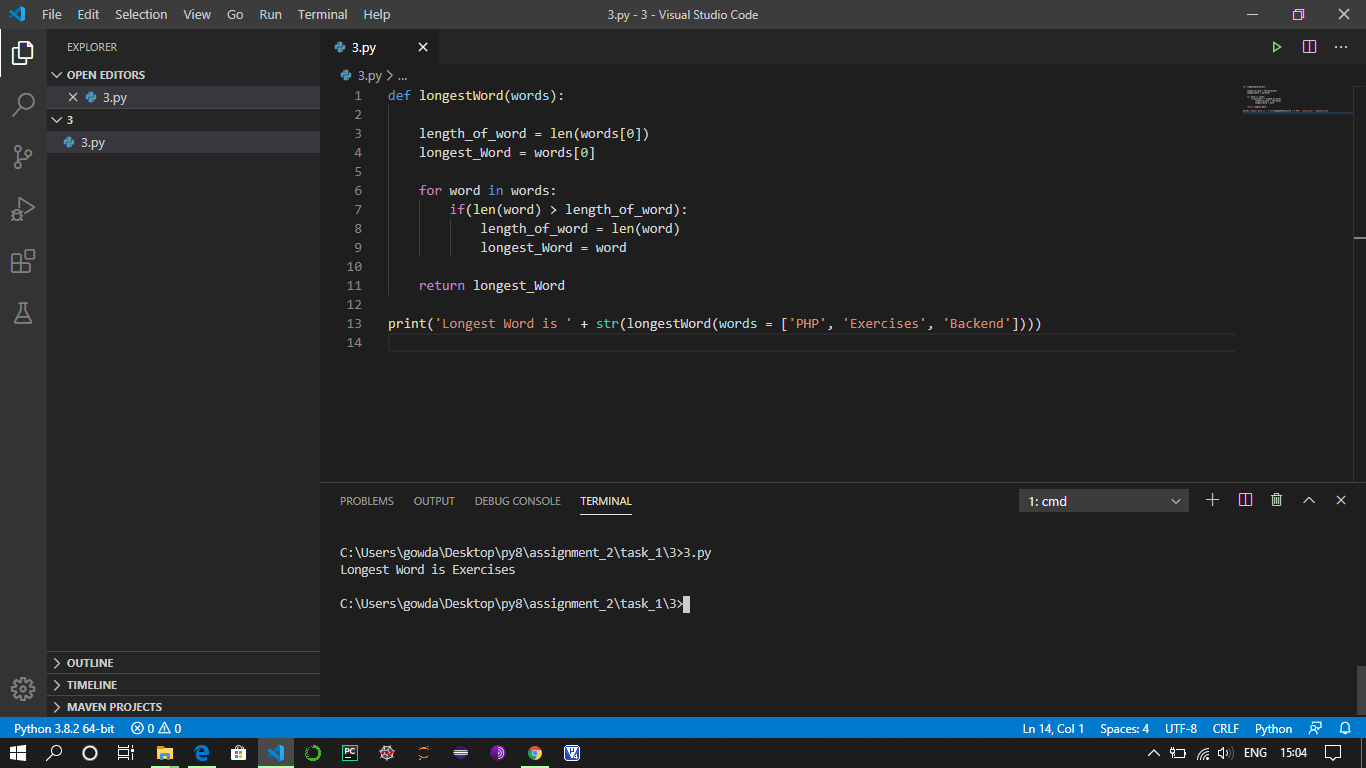 File Edit Selection View Go Run Terminal Help 3.py - 3 - Visual Studio Code
EXPLORER
OPEN EDITORS
3.py
3
3.py
OUTLINE
TIMELINE
MAVEN PROJECTS
3.py
3.py > ...
1 def longestWord(words):
2
3     length_of_word = len(words[0])
4     longest_Word = words[0]
5
6     for word in words:
7         if(len(word) > length_of_word):
8             length_of_word = len(word)
9             longest_Word = word
10
11     return longest_Word
12
13 print('Longest Word is ' + str(longestWord(words = ['PHP', 'Exercises', 'Backend'])))
14
PROBLEMS OUTPUT DEBUG CONSOLE TERMINAL 1: cmd
C:\Users\gowda\Desktop\py8\assignment_2\task_1\3>3.py
Longest Word is Exercises
C:\Users\gowda\Desktop\py8\assignment_2\task_1\3>
Python 3.8.2 64-bit 0 0 Ln 14, Col 1 Spaces: 4 UTF-8 CRLF Python
PC ENG 15:04